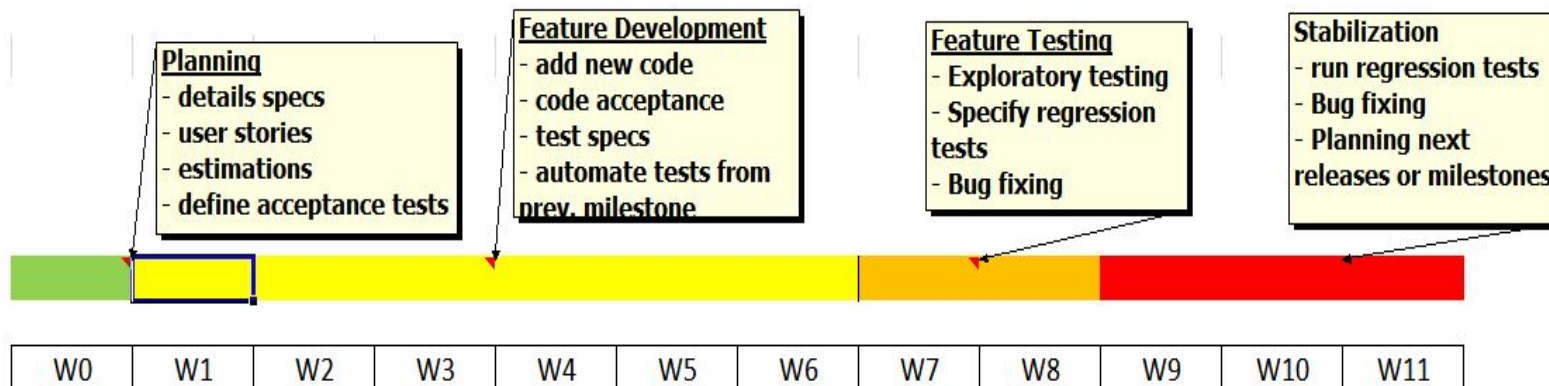 Planning
- details specs
- user stories
- estimations
- define acceptance tests
Feature Development
- add new code
- code acceptance
- test specs
- automate tests from
prev. milestone
Feature Testing
- Exploratory testing
- Specify regression
tests
- Bug fixing
Stabilization
- run regression tests
- Bug fixing
- Planning next
releases or milestones
W0 W1 W2 W3 W4 W5 W6 W7 W8 W9 W10 W11